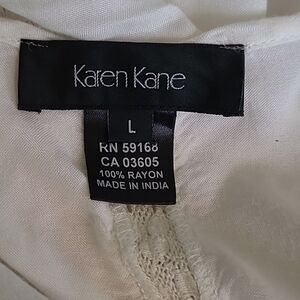 Karen Kane
L
RN 59168
CA 03605
100% RAYON
MADE IN INDIA